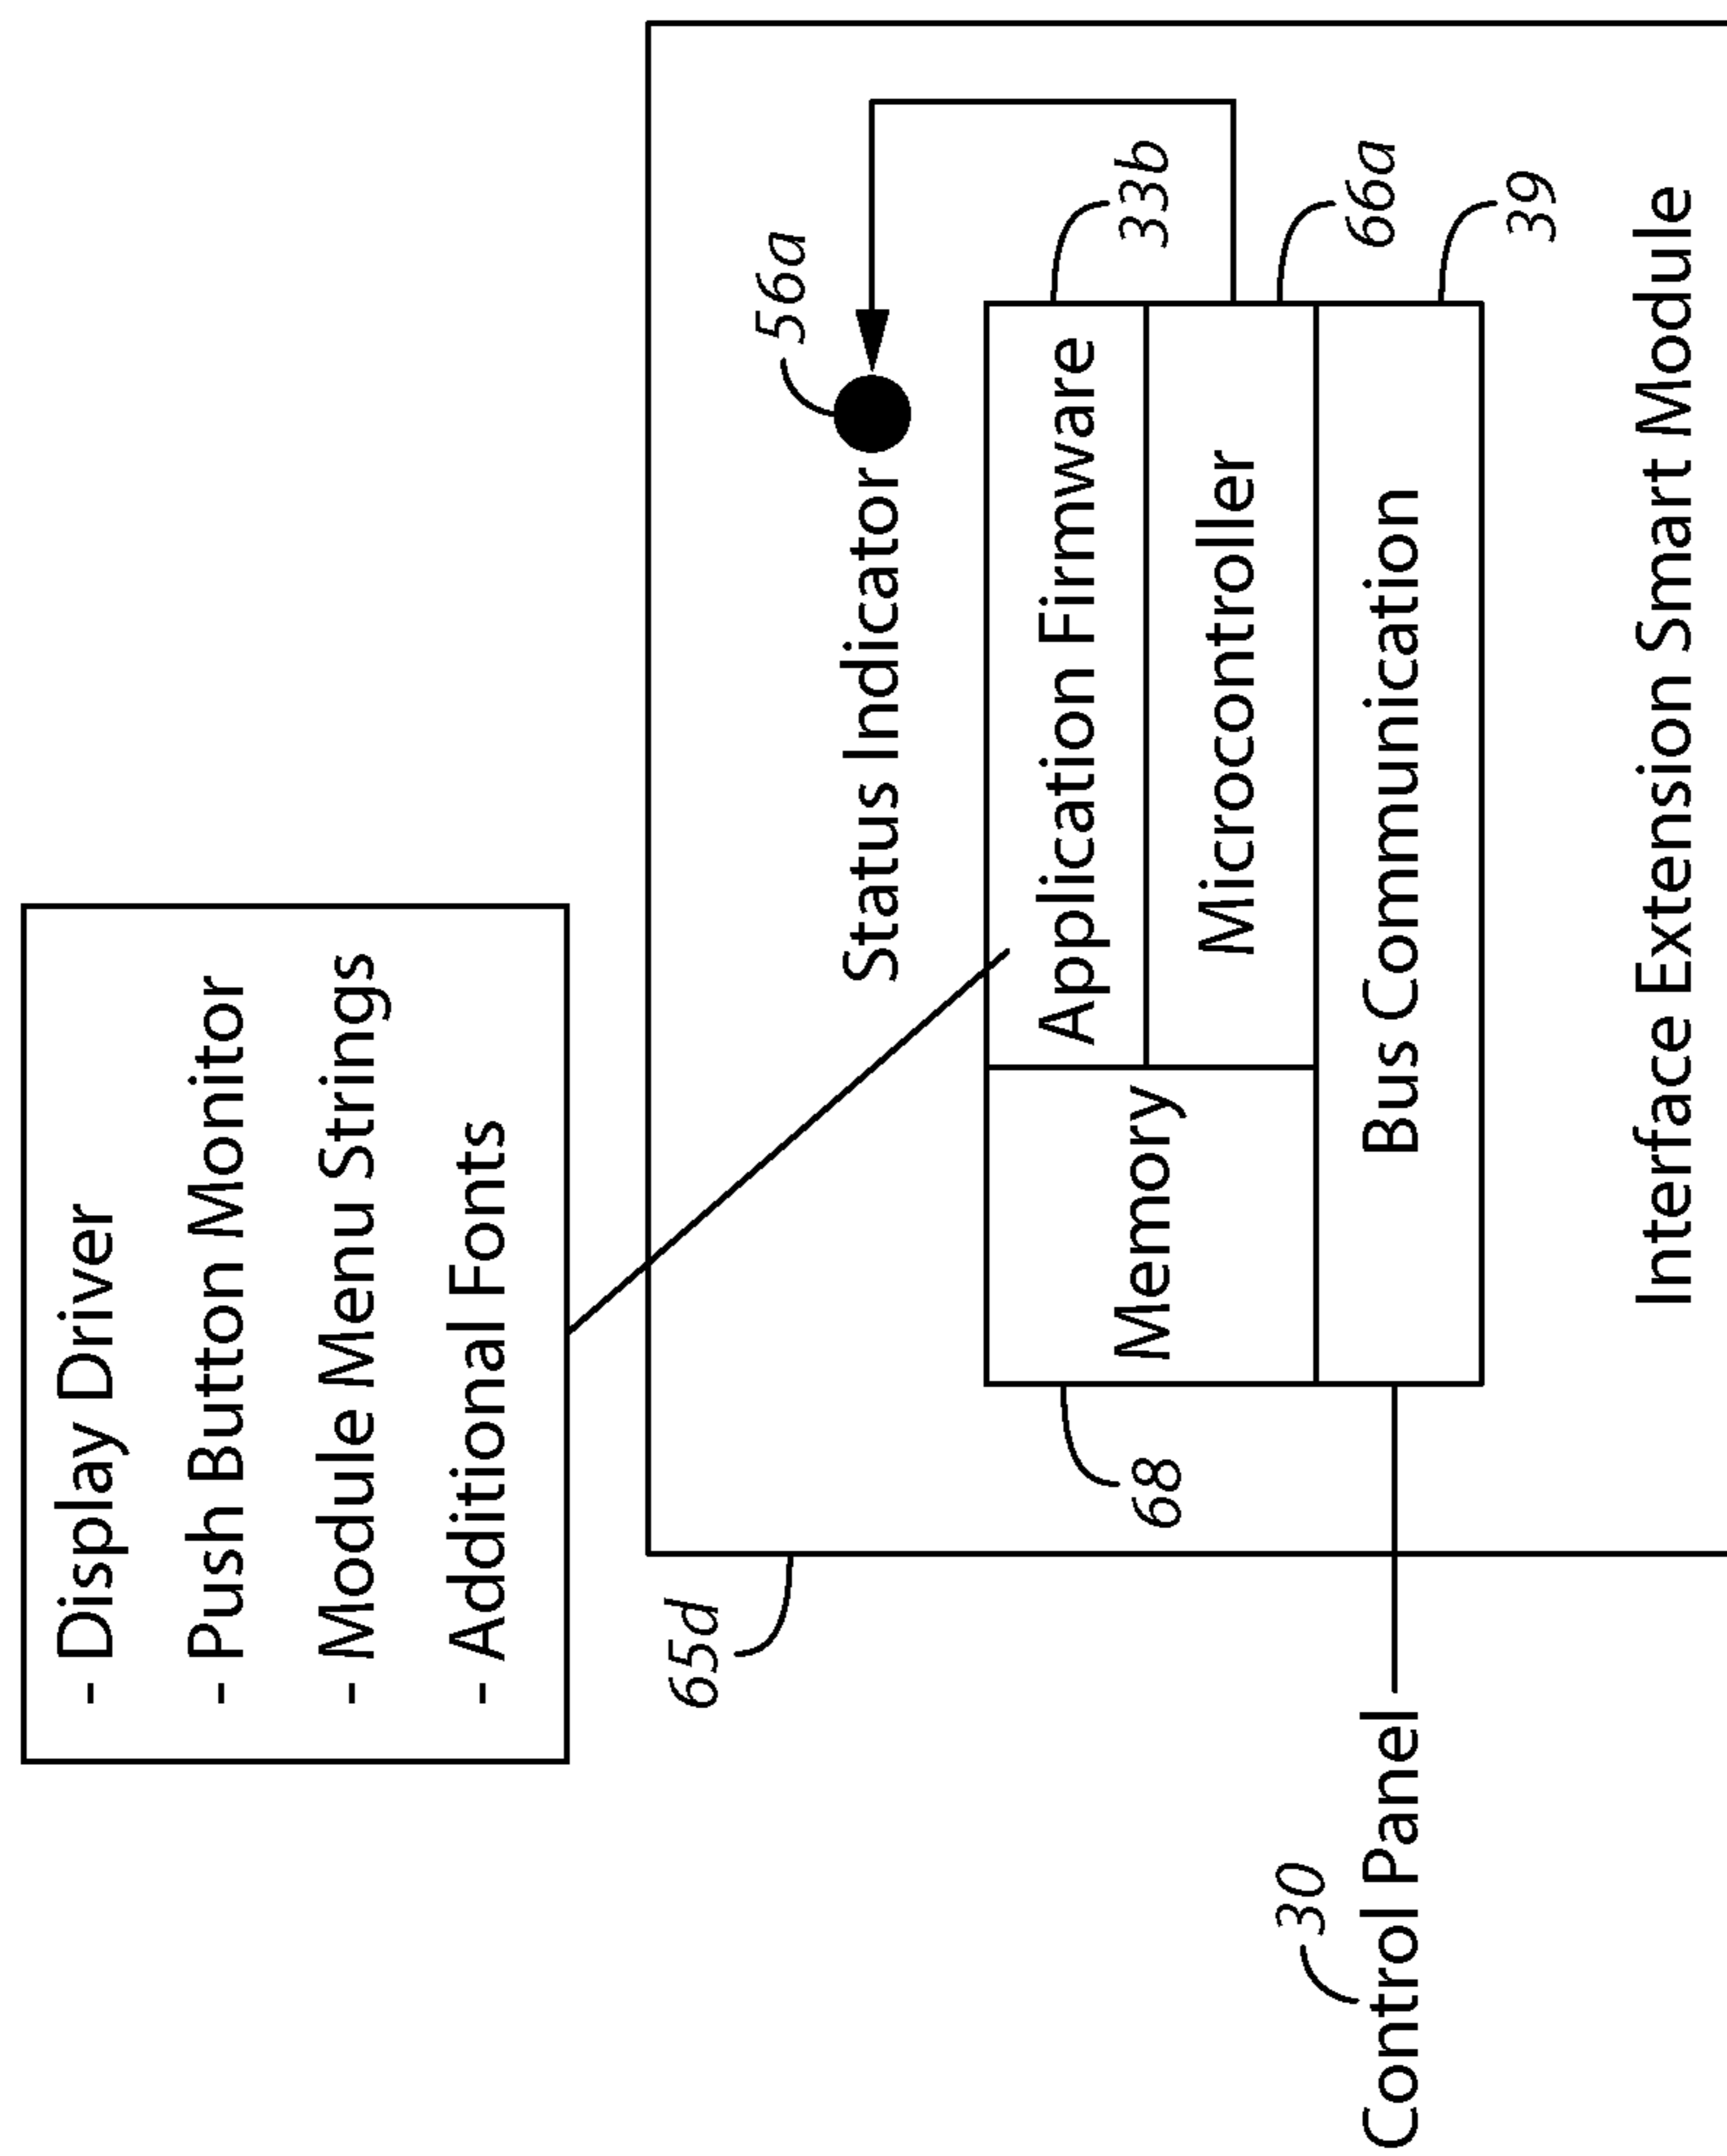 - Display Driver
- Push Button Monitor
- Module Menu Strings
- Additional Fonts
65d
56a
Status Indicator
Memory
Application Firmware
33b
Microcontroller
66a
68
30
Control Panel
Bus Communication
39
Interface Extension Smart Module